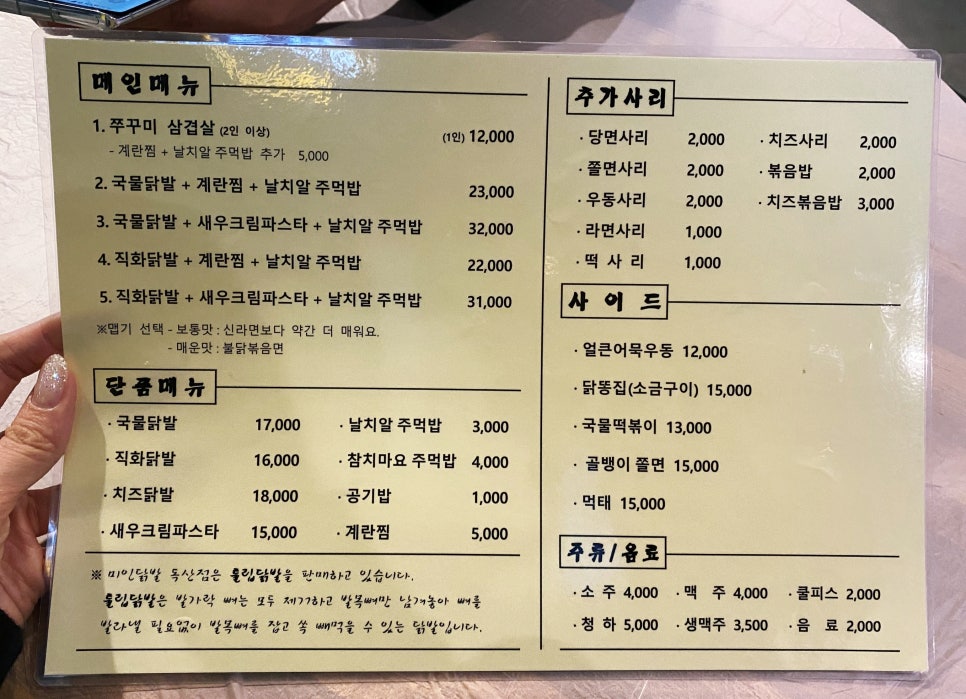 메인메뉴
1. 쭈꾸미 삼겹살 (2인 이상) (1인) 12,000
- 계란찜 + 날치알 주먹밥 추가 5,000
2. 국물닭발 + 계란찜 + 날치알 주먹밥 23,000
3. 국물닭발 + 새우크림파스타 + 날치알 주먹밥 32,000
4. 직화닭발 + 계란찜 + 날치알 주먹밥 22,000
5. 직화닭발 + 새우크림파스타 + 날치알 주먹밥 31,000
※맵기 선택 - 보통맛 : 신라면보다 약간 더 매워요.
- 매운맛 : 불닭볶음면
단품메뉴
· 국물닭발 17,000 · 날치알 주먹밥 3,000
· 직화닭발 16,000 · 참치마요 주먹밥 4,000
· 치즈닭발 18,000 · 공기밥 1,000
· 새우크림파스타 15,000 · 계란찜 5,000
※ 미인닭발 독산점은 튤립닭발을 판매하고 있습니다.
튤립닭발은 발가락 뼈는 모두 제거하고 발목뼈만 남겨놓아 뼈를
발라낼 필요없이 발목뼈를 잡고 쏙 빼먹을 수 있는 닭발입니다.
추가사리
· 당면사리 2,000 · 치즈사리 2,000
· 쫄면사리 2,000 · 볶음밥 2,000
· 우동사리 2,000 · 치즈볶음밥 3,000
· 라면사리 1,000
· 떡 사 리 1,000
사 이 드
· 얼큰어묵우동 12,000
· 닭똥집(소금구이) 15,000
· 국물떡볶이 13,000
· 골뱅이 쫄면 15,000
· 먹태 15,000
주류/음료
· 소 주 4,000 · 맥 주 4,000 · 쿨피스 2,000
· 청 하 5,000 · 생맥주 3,500 · 음 료 2,000